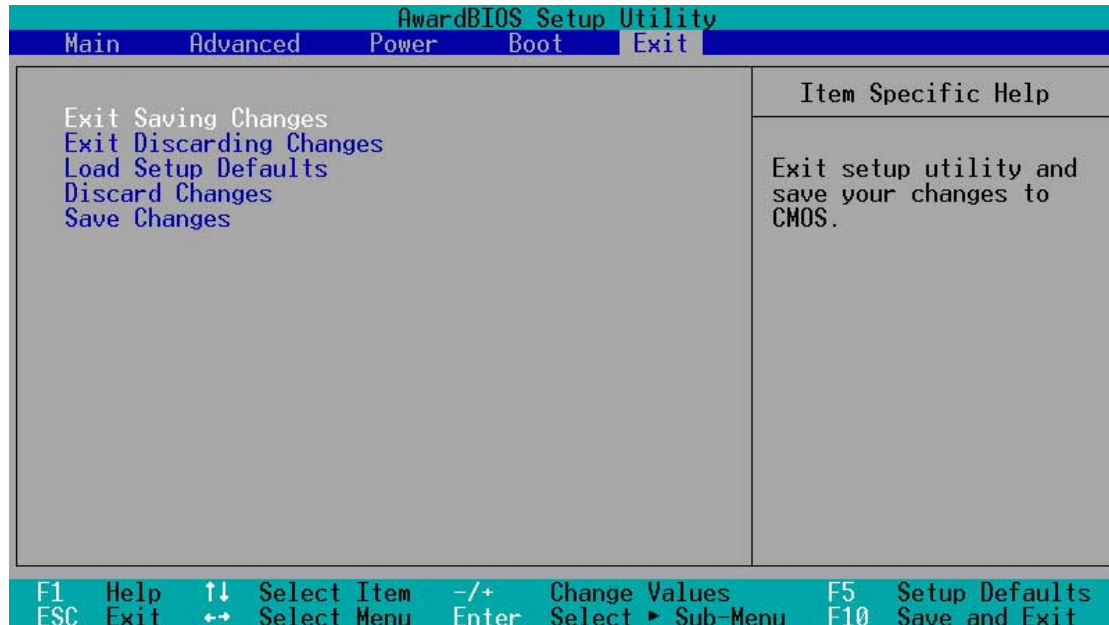 AwardBIOS Setup Utility
Main Advanced Power Boot Exit
Exit Saving Changes
Exit Discarding Changes
Load Setup Defaults
Discard Changes
Save Changes
Item Specific Help
Exit setup utility and
save your changes to
CMOS.
F1 Help ↑↓ Select Item -/+ Change Values F5 Setup Defaults
ESC Exit ←→ Select Menu Enter Select ► Sub-Menu F10 Save and Exit